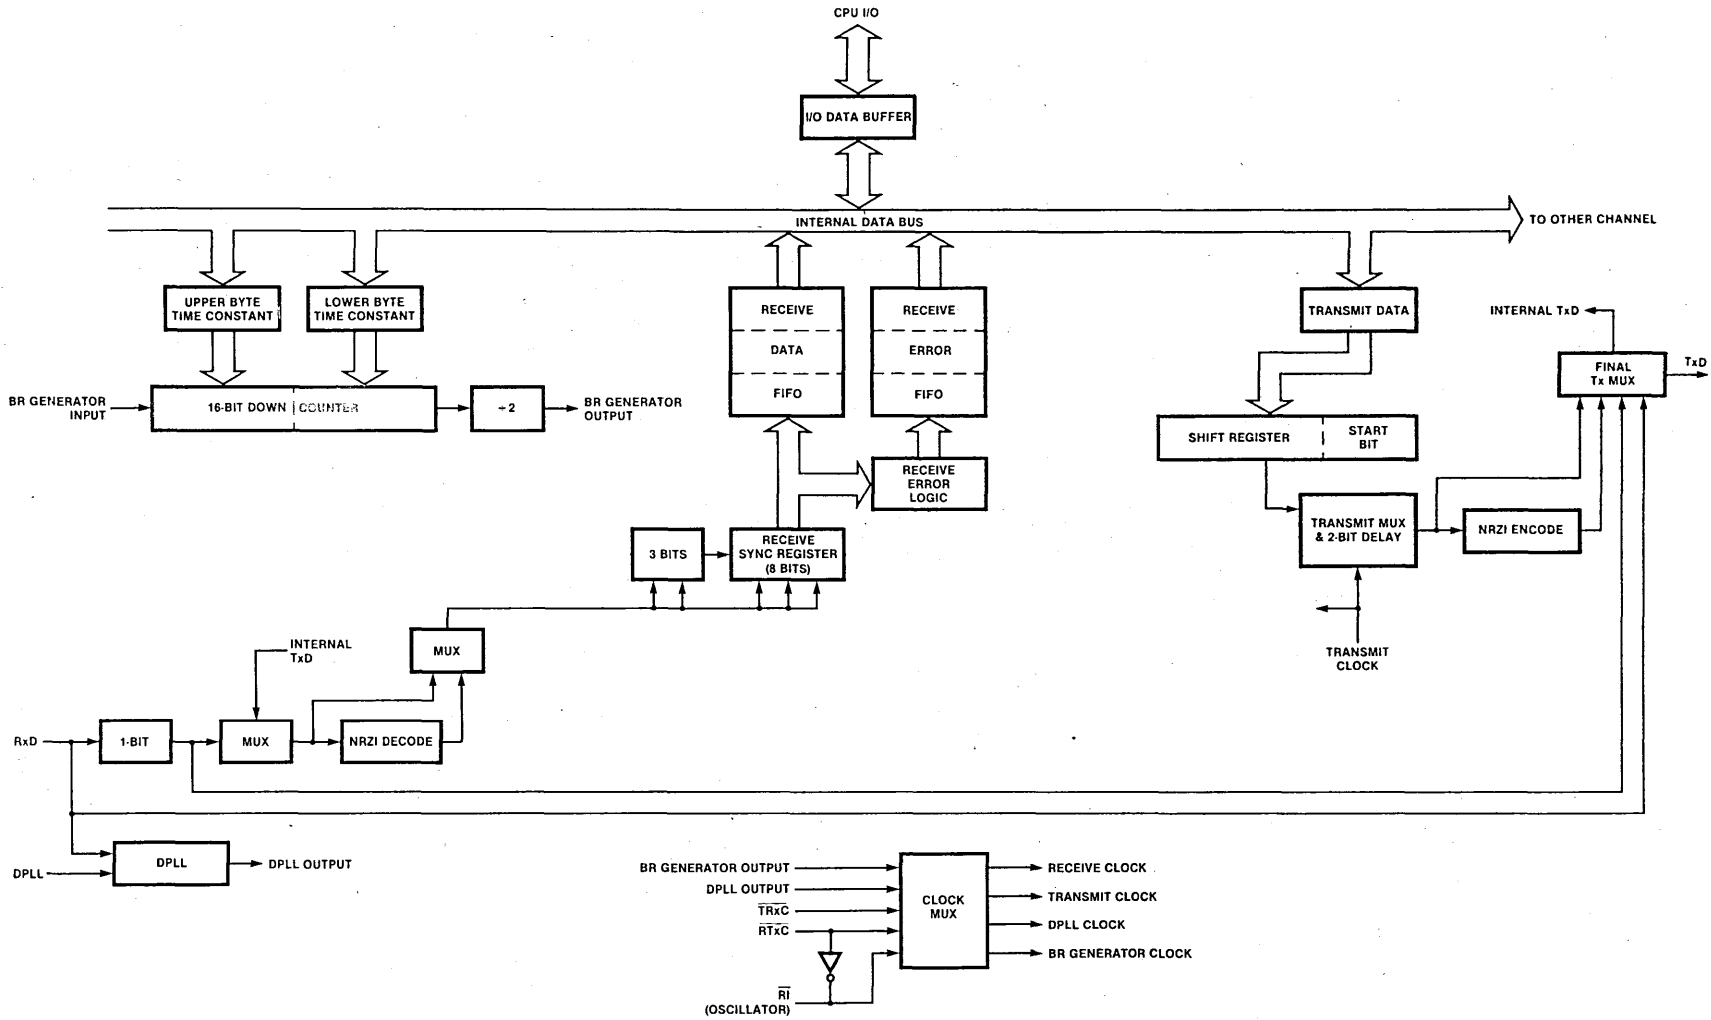 CPU I/O
I/O DATA BUFFER
INTERNAL DATA BUS
TO OTHER CHANNEL
UPPER BYTE
TIME CONSTANT
LOWER BYTE
TIME CONSTANT
BR GENERATOR
INPUT
16-BIT DOWN COUNTER
÷2
BR GENERATOR
OUTPUT
RECEIVE
DATA
FIFO
RECEIVE
ERROR
FIFO
RECEIVE
ERROR
LOGIC
3 BITS
RECEIVE
SYNC REGISTER
(8 BITS)
TRANSMIT DATA
INTERNAL TxD
FINAL
Tx MUX
TxD
SHIFT REGISTER
START
BIT
TRANSMIT MUX
& 2-BIT DELAY
NRZI ENCODE
TRANSMIT
CLOCK
MUX
INTERNAL
TxD
RxD
1-BIT
MUX
NRZI DECODE
DPLL
DPLL
DPLL OUTPUT
BR GENERATOR OUTPUT
DPLL OUTPUT
T̅R̅x̅C̅
R̅T̅x̅C̅
R̅I̅
(OSCILLATOR)
CLOCK
MUX
RECEIVE CLOCK
TRANSMIT CLOCK
DPLL CLOCK
BR GENERATOR CLOCK